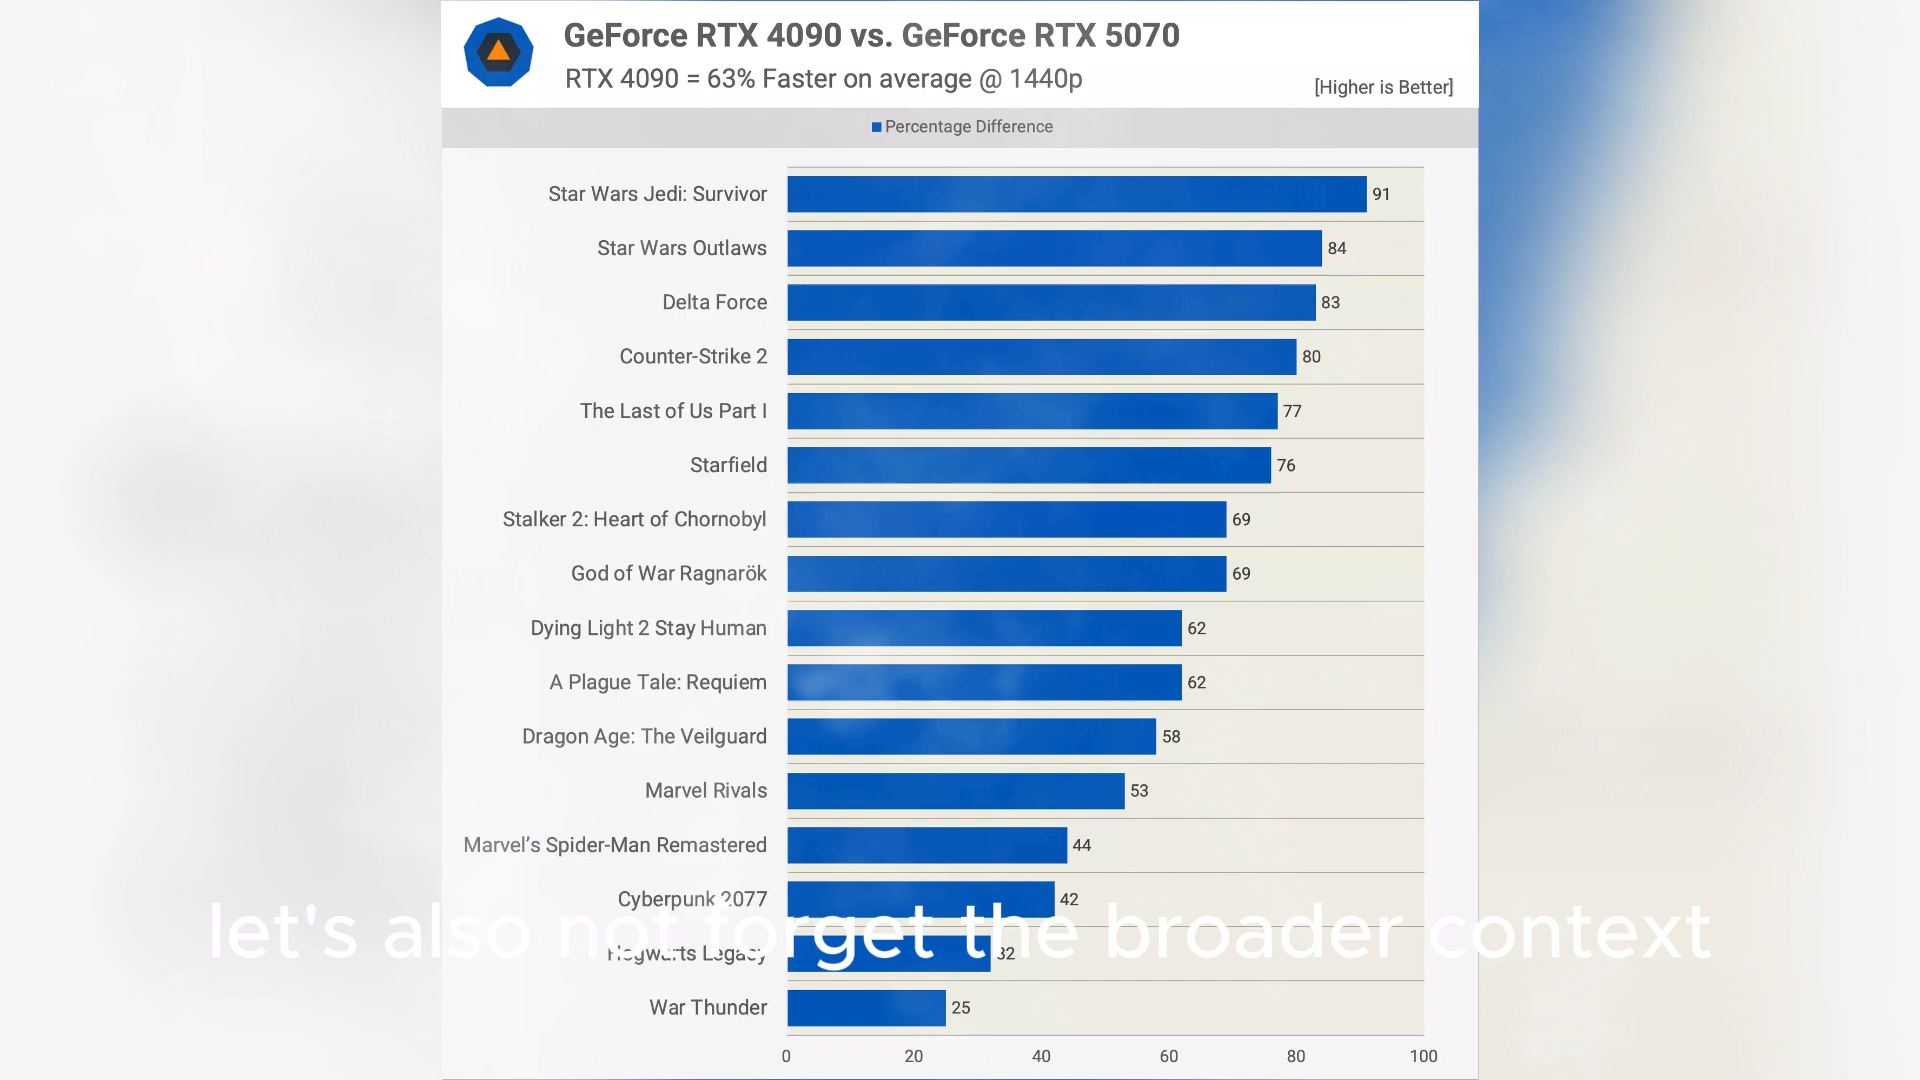 GeForce RTX 4090 vs. GeForce RTX 5070
RTX 4090 = 63% Faster on average @ 1440p
[Higher is Better]
Percentage Difference
Star Wars Jedi: Survivor 91
Star Wars Outlaws 84
Delta Force 83
Counter-Strike 2 80
The Last of Us Part I 77
Starfield 76
Stalker 2: Heart of Chornobyl 69
God of War Ragnarök 69
Dying Light 2 Stay Human 62
A Plague Tale: Requiem 62
Dragon Age: The Veilguard 58
Marvel Rivals 53
Marvel's Spider-Man Remastered 44
Cyberpunk 2077 42
let's also not forget the broader context
Hogwarts Legacy 32
War Thunder 25
0 20 40 60 80 100